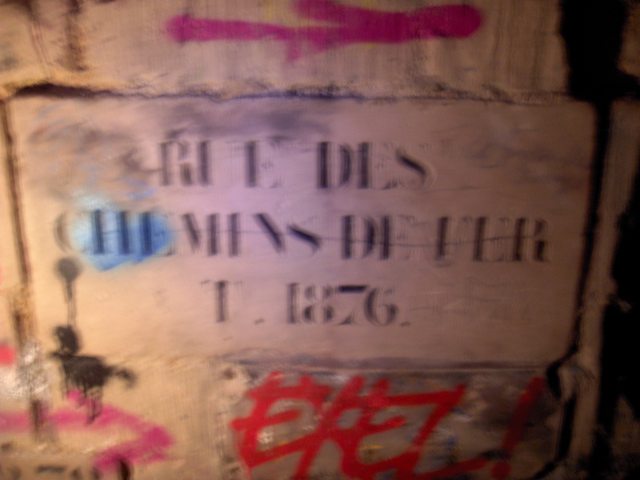 RUE DES
CHEMINS DE FER
T. 1876.